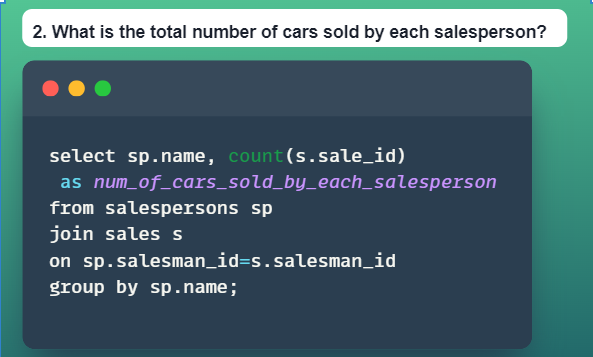 2. What is the total number of cars sold by each salesperson?
select sp.name, count(s.sale_id)
as num_of_cars_sold_by_each_salesperson
from salespersons sp
join sales s
on sp.salesman_id=s.salesman_id
group by sp.name;